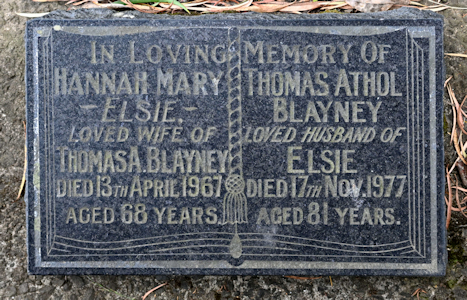 In Loving Memory Of
Hannah Mary
-Elsie.-
Loved Wife of
Thomas A. Blayney
Died 13th April 1967
Aged 68 Years.
Thomas Athol
Blayney
Loved Husband of
Elsie
Died 17th Nov. 1977
Aged 81 Years.